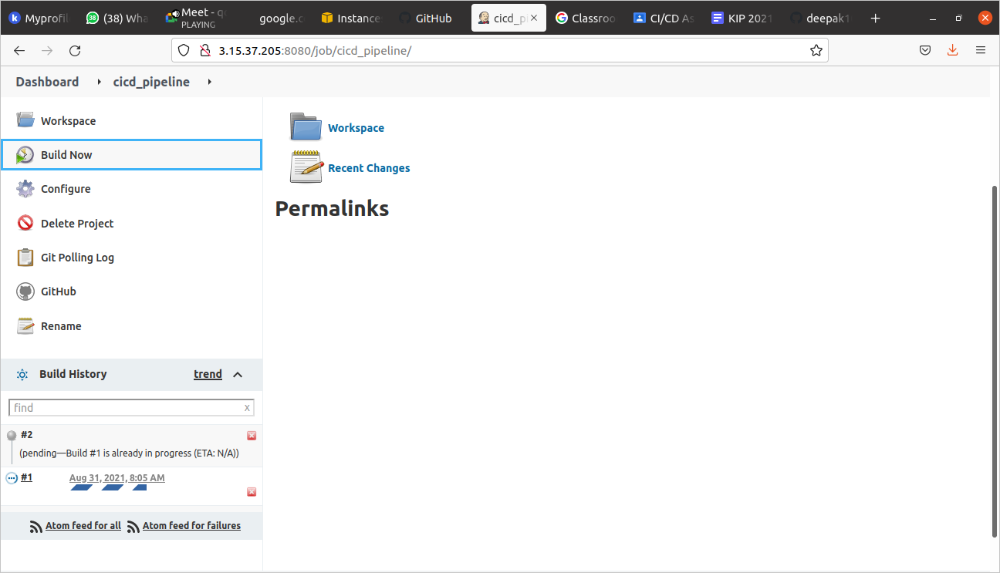 Myprofil
(38) Wha
Meet - q
PLAYING
google.c
Instance
GitHub
cicd_pi
Classroo
CI/CD As
KIP 2021
deepak1
3.15.37.205:8080/job/cicd_pipeline/
Dashboard
cicd_pipeline
Workspace
Build Now
Configure
Delete Project
Git Polling Log
GitHub
Rename
Workspace
Recent Changes
Permalinks
Build History
trend
find
x
#2
(pending—Build #1 is already in progress (ETA: N/A))
#1
Aug 31, 2021, 8:05 AM
Atom feed for all
Atom feed for failures